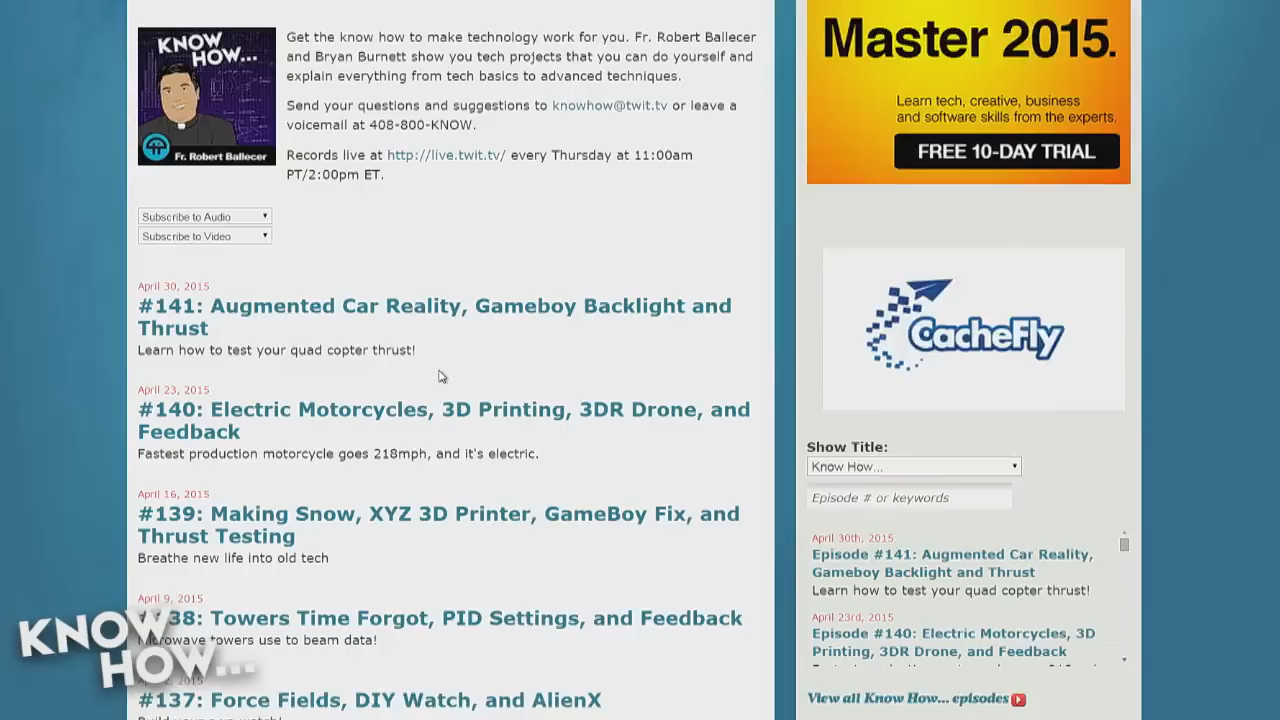 KNOW
HOW...
Fr. Robert Ballecer
Get the know how to make technology work for you. Fr. Robert Ballecer
and Bryan Burnett show you tech projects that you can do yourself and
explain everything from tech basics to advanced techniques.
Send your questions and suggestions to knowhow@twit.tv or leave a
voicemail at 408-800-KNOW.
Records live at http://live.twit.tv/ every Thursday at 11:00am
PT/2:00pm ET.
Subscribe to Audio
Subscribe to Video
April 30, 2015
#141: Augmented Car Reality, Gameboy Backlight and
Thrust
Learn how to test your quad copter thrust!
April 23, 2015
#140: Electric Motorcycles, 3D Printing, 3DR Drone, and
Feedback
Fastest production motorcycle goes 218mph, and it's electric.
April 16, 2015
#139: Making Snow, XYZ 3D Printer, GameBoy Fix, and
Thrust Testing
Breathe new life into old tech
April 9, 2015
38: Towers Time Forgot, PID Settings, and Feedback
Microwave towers use to beam data!
2015
#137: Force Fields, DIY Watch, and AlienX
KNOW
HOW...
Master 2015.
Learn tech, creative, business
and software skills from the experts.
FREE 10-DAY TRIAL
CacheFly
Show Title:
Know How...
Episode # or keywords
April 30th, 2015
Episode #141: Augmented Car Reality,
Gameboy Backlight and Thrust
Learn how to test your quad copter thrust!
April 23rd, 2015
Episode #140: Electric Motorcycles, 3D
Printing, 3DR Drone, and Feedback
View all Know How... episodes